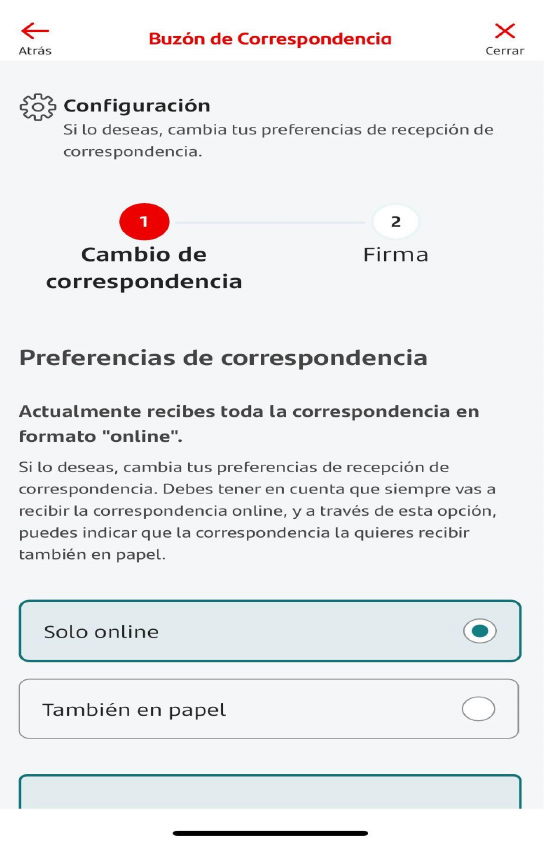 Atrás
Buzón de Correspondencia
Cerrar
Configuración
Si lo deseas, cambia tus preferencias de recepción de
correspondencia.
1
2
Cambio de
correspondencia
Firma
Preferencias de correspondencia
Actualmente recibes toda la correspondencia en
formato "online".
Si lo deseas, cambia tus preferencias de recepción de
correspondencia. Debes tener en cuenta que siempre vas a
recibir la correspondencia online, y a través de esta opción,
puedes indicar que la correspondencia la quieres recibir
también en papel.
Solo online
También en papel